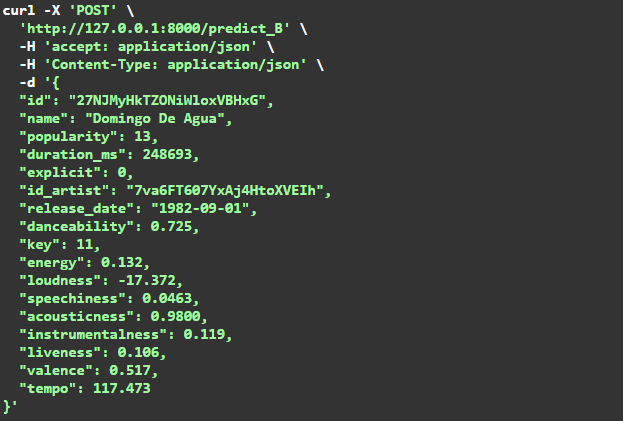 curl -X 'POST' \
  'http://127.0.0.1:8000/predict_B' \
  -H 'accept: application/json' \
  -H 'Content-Type: application/json' \
  -d '{
  "id": "27NJMyHkTZONiWloxVBHxG",
  "name": "Domingo De Agua",
  "popularity": 13,
  "duration_ms": 248693,
  "explicit": 0,
  "id_artist": "7va6FT607YxAj4HtoXVEIh",
  "release_date": "1982-09-01",
  "danceability": 0.725,
  "key": 11,
  "energy": 0.132,
  "loudness": -17.372,
  "speechiness": 0.0463,
  "acousticness": 0.9800,
  "instrumentalness": 0.119,
  "liveness": 0.106,
  "valence": 0.517,
  "tempo": 117.473
}'